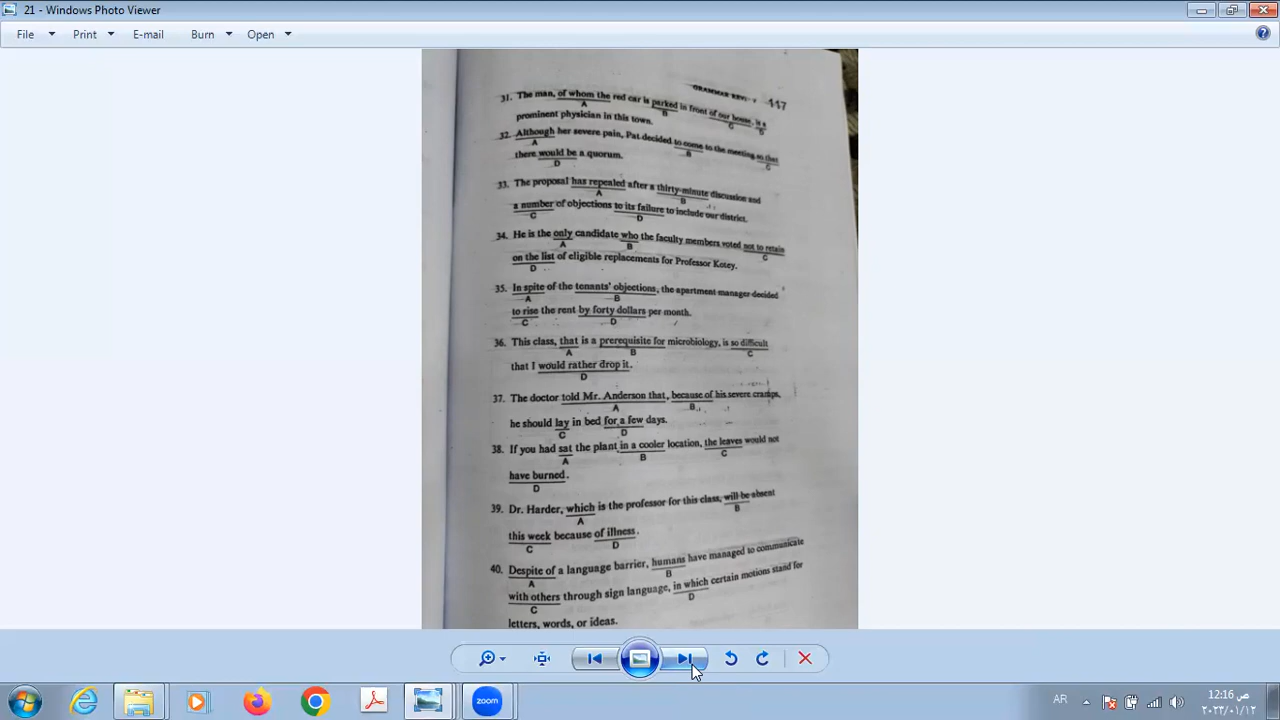 21 - Windows Photo Viewer
File Print E-mail Burn Open
GRAMMAR 117
31. The man, of whom the red car is parked in front of our house, is a
A B C D
prominent physician in this town.
32. Although her severe pain, Pat decided to come to the meeting so that
A B C
there would be a quorum.
D
33. The proposal has repealed after a thirty-minute discussion and
A B
a number of objections to its failure to include our district.
C D
34. He is the only candidate who the faculty members voted not to retain
A B C
on the list of eligible replacements for Professor Kotey.
D
35. In spite of the tenants' objections, the apartment manager decided
A B
to rise the rent by forty dollars per month.
C D
36. This class, that is a prerequisite for microbiology, is so difficult
A B C
that I would rather drop it.
D
37. The doctor told Mr. Anderson that, because of his severe cramps,
A B
he should lay in bed for a few days.
C D
38. If you had sat the plant in a cooler location, the leaves would not
A B C
have burned.
D
39. Dr. Harder, which is the professor for this class, will be absent
A B
this week because of illness.
C D
40. Despite of a language barrier, humans have managed to communicate
A B
with others through sign language, in which certain motions stand for
C D
letters, words, or ideas.
zoom
AR
12:16 ص
٢٠٢٣/٠١/١٢